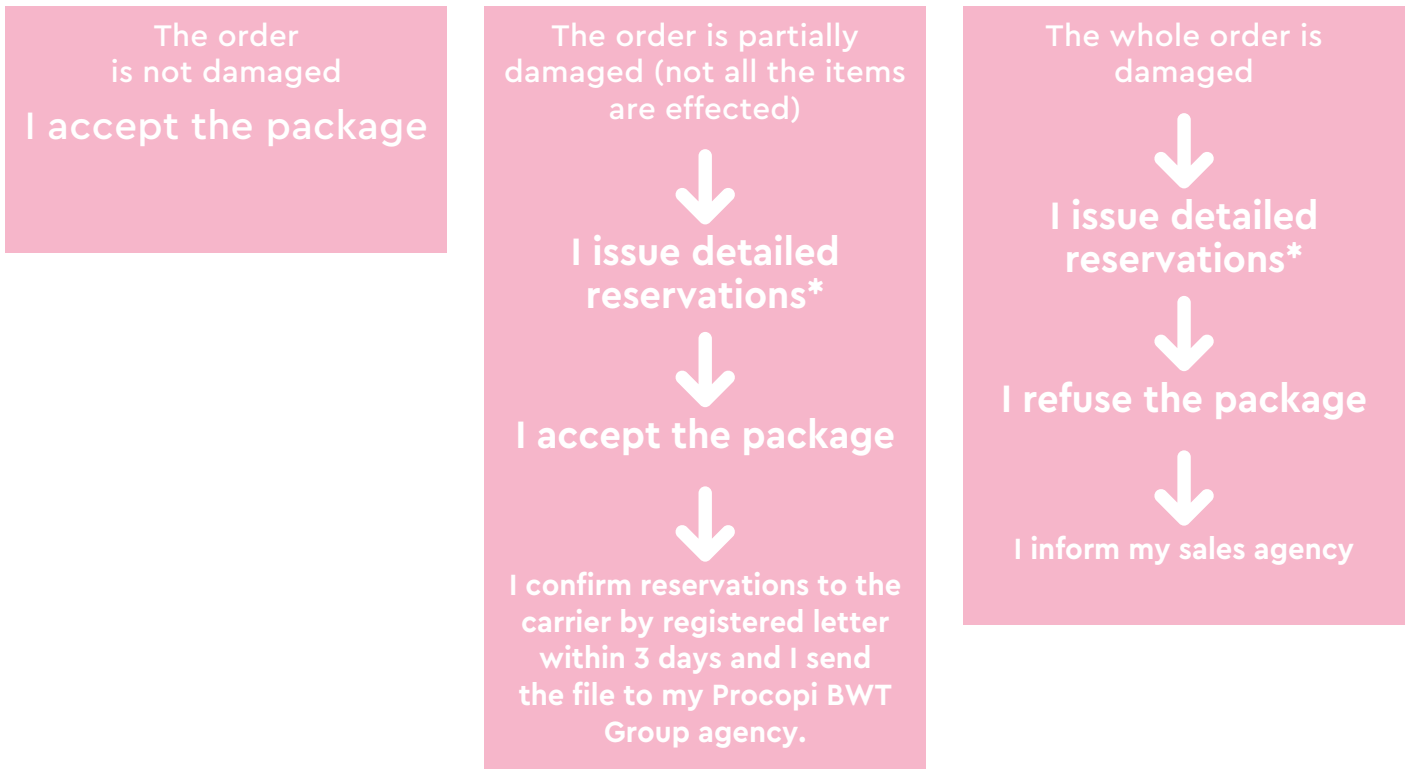 The order
is not damaged
I accept the package
The order is partially
damaged (not all the items
are effected)
I issue detailed
reservations*
I accept the package
I confirm reservations to the
carrier by registered letter
within 3 days and I send
the file to my Procopi BWT
Group agency.
The whole order is
damaged
I issue detailed
reservations*
I refuse the package
I inform my sales agency